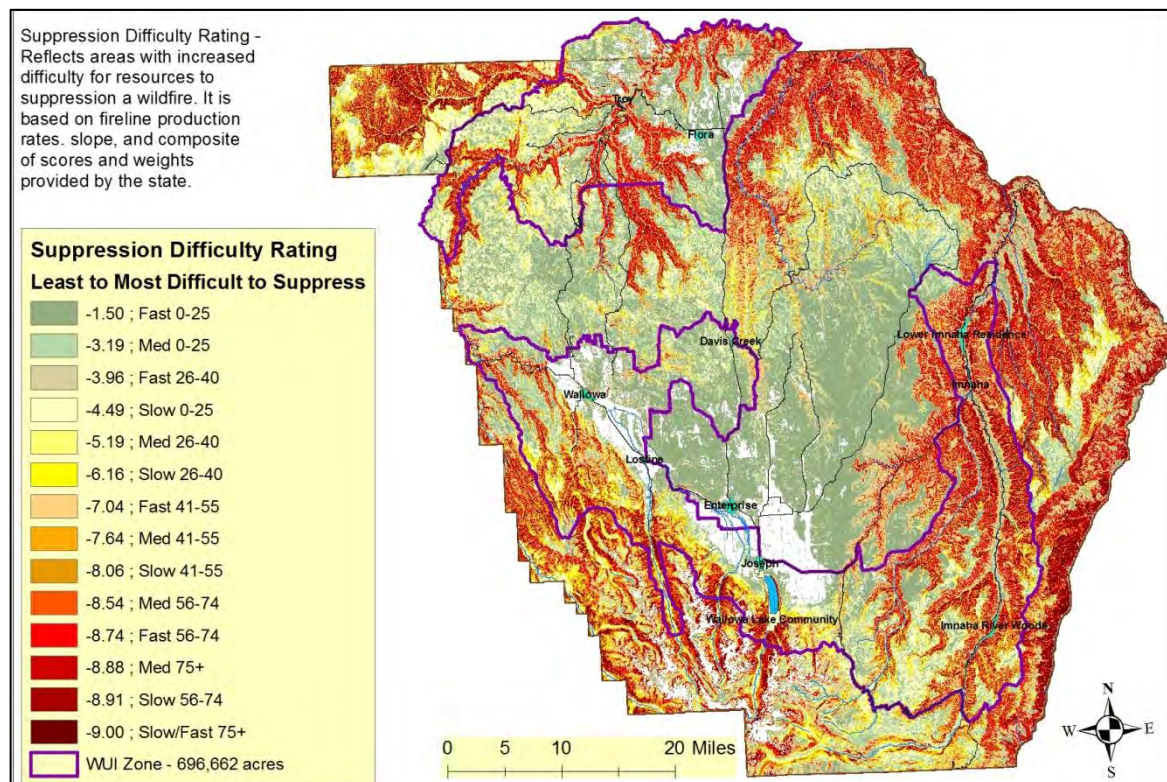 Suppression Difficulty Rating -
Reflects areas with increased
difficulty for resources to
suppression a wildfire. It is
based on fireline production
rates. slope, and composite
of scores and weights
provided by the state.
Suppression Difficulty Rating
Least to Most Difficult to Suppress
-1.50 ; Fast 0-25
-3.19 ; Med 0-25
-3.96 ; Fast 26-40
-4.49 ; Slow 0-25
-5.19 ; Med 26-40
-6.16 ; Slow 26-40
-7.04 ; Fast 41-55
-7.64 ; Med 41-55
-8.06 ; Slow 41-55
-8.54 ; Med 56-74
-8.74 ; Fast 56-74
-8.88 ; Med 75+
-8.91 ; Slow 56-74
-9.00 ; Slow/Fast 75+
WUI Zone - 696,662 acres
Troy
Flora
Davis Creek
Lower Imnaha Residence
Imnaha
Wallowa
Lostine
Enterprise
Joseph
Wallowa Lake Community
Imnaha River Woods
0 5 10 20 Miles
N
W E
S